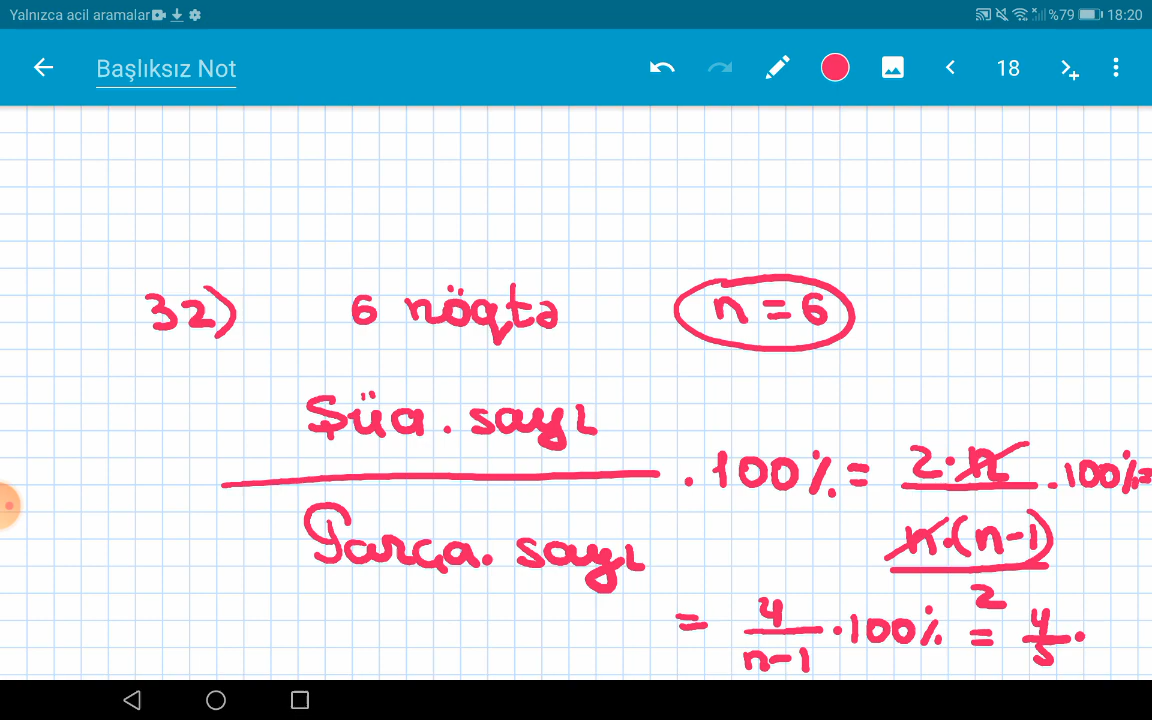 Yalnızca acil aramalar %79 18:20
Başlıksız Not 18
32) 6 nöqtə n = 6
Şüa. sayı / Parça. sayı · 100% = 2·n / (n·(n-1) / 2) · 100% =
= 4 / (n-1) · 100% = 4/5 ·